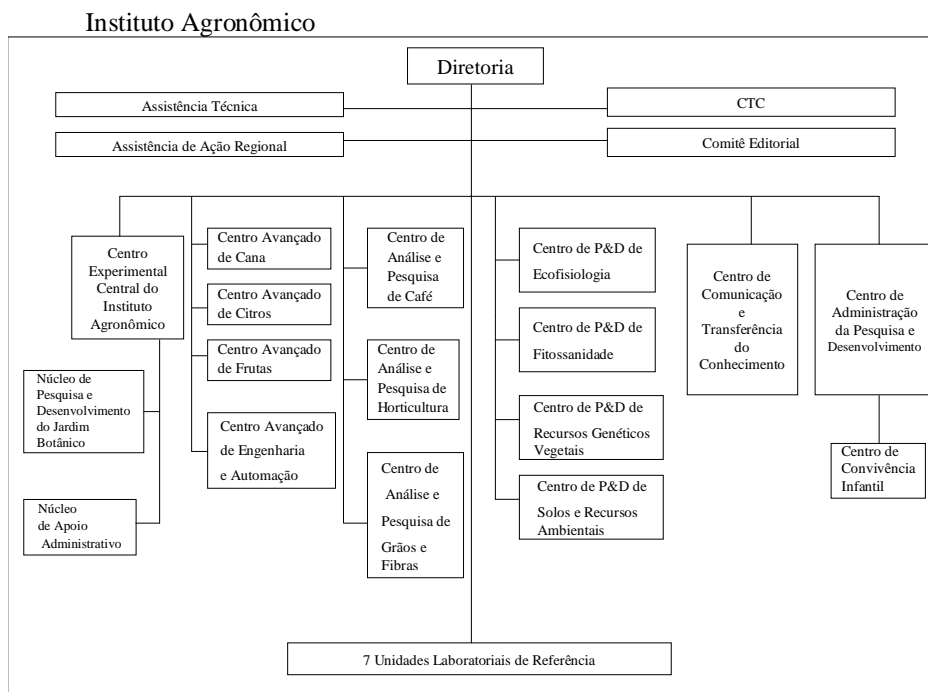 Instituto Agronômico
Diretoria
Assistência Técnica
CTC
Assistência de Ação Regional
Comitê Editorial
Centro
Experimental
Central do
Instituto
Agronômico
Núcleo de
Pesquisa e
Desenvolvimento
do Jardim
Botânico
Núcleo
de Apoio
Administrativo
Centro Avançado
de Cana
Centro Avançado
de Citros
Centro Avançado
de Frutas
Centro Avançado
de Engenharia
e Automação
Centro de
Análise e
Pesquisa
de Café
Centro de
Análise e
Pesquisa de
Horticultura
Centro de
Análise e
Pesquisa de
Grãos e
Fibras
Centro de P&D de
Ecofisiologia
Centro de P&D de
Fitossanidade
Centro de P&D de
Recursos Genéticos
Vegetais
Centro de P&D de
Solos e Recursos
Ambientais
Centro de
Comunicação
e
Transferência
do
Conhecimento
Centro de
Administração
da Pesquisa e
Desenvolvimento
Centro de
Convivência
Infantil
7 Unidades Laboratoriais de Referência